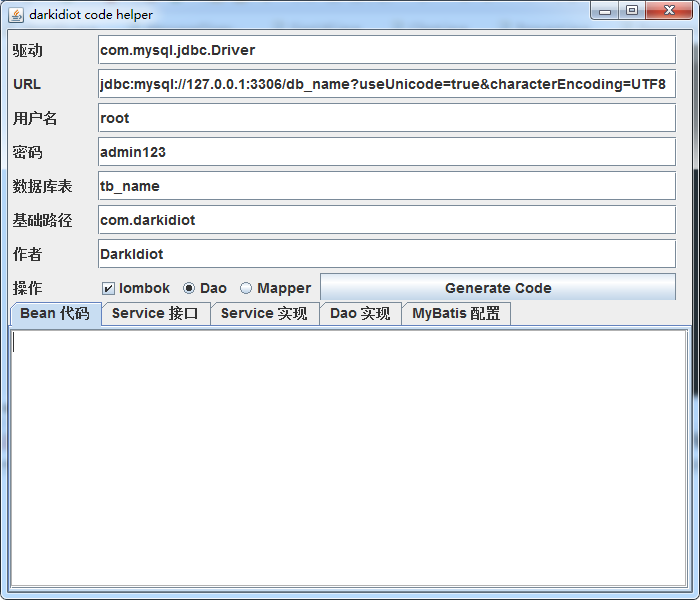 darkidiot code helper
驱动 com.mysql.jdbc.Driver
URL jdbc:mysql://127.0.0.1:3306/db_name?useUnicode=true&characterEncoding=UTF8
用户名 root
密码 admin123
数据库表 tb_name
基础路径 com.darkidiot
作者 DarkIdiot
操作 lombok Dao Mapper Generate Code
Bean 代码 Service 接口 Service 实现 Dao 实现 MyBatis 配置